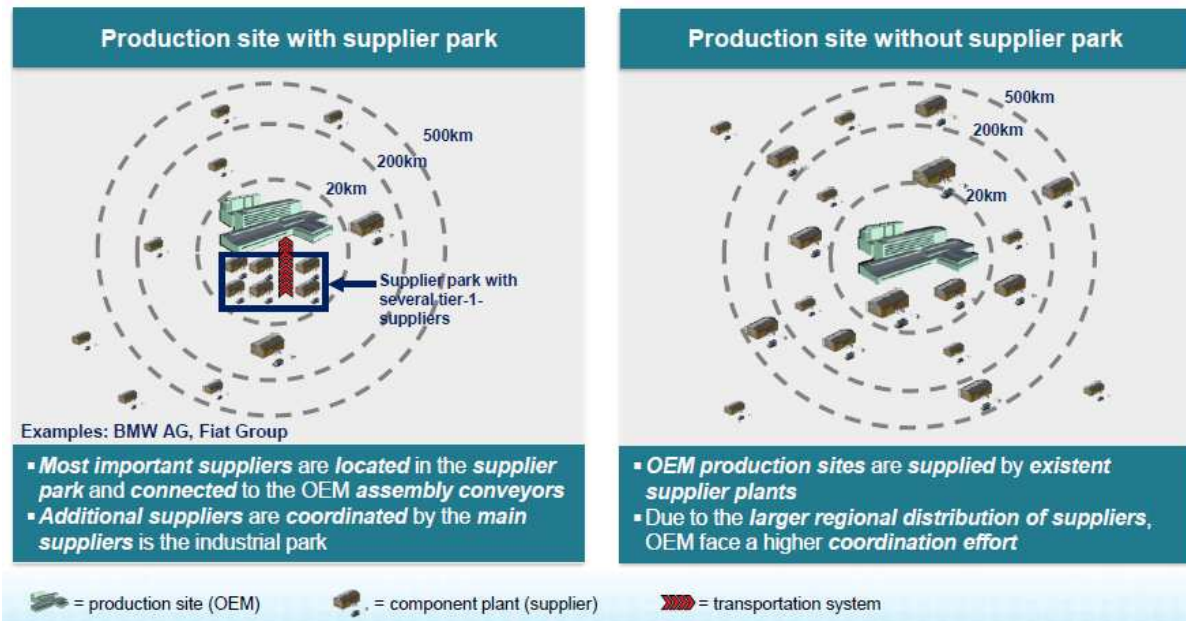 Production site with supplier park
500km
200km
20km
Supplier park with
several tier-1-
suppliers
Examples: BMW AG, Fiat Group
▪ Most important suppliers are located in the supplier
park and connected to the OEM assembly conveyors
▪ Additional suppliers are coordinated by the main
suppliers is the industrial park
Production site without supplier park
500km
200km
20km
▪ OEM production sites are supplied by existent
supplier plants
▪ Due to the larger regional distribution of suppliers,
OEM face a higher coordination effort
= production site (OEM)
= component plant (supplier)
= transportation system